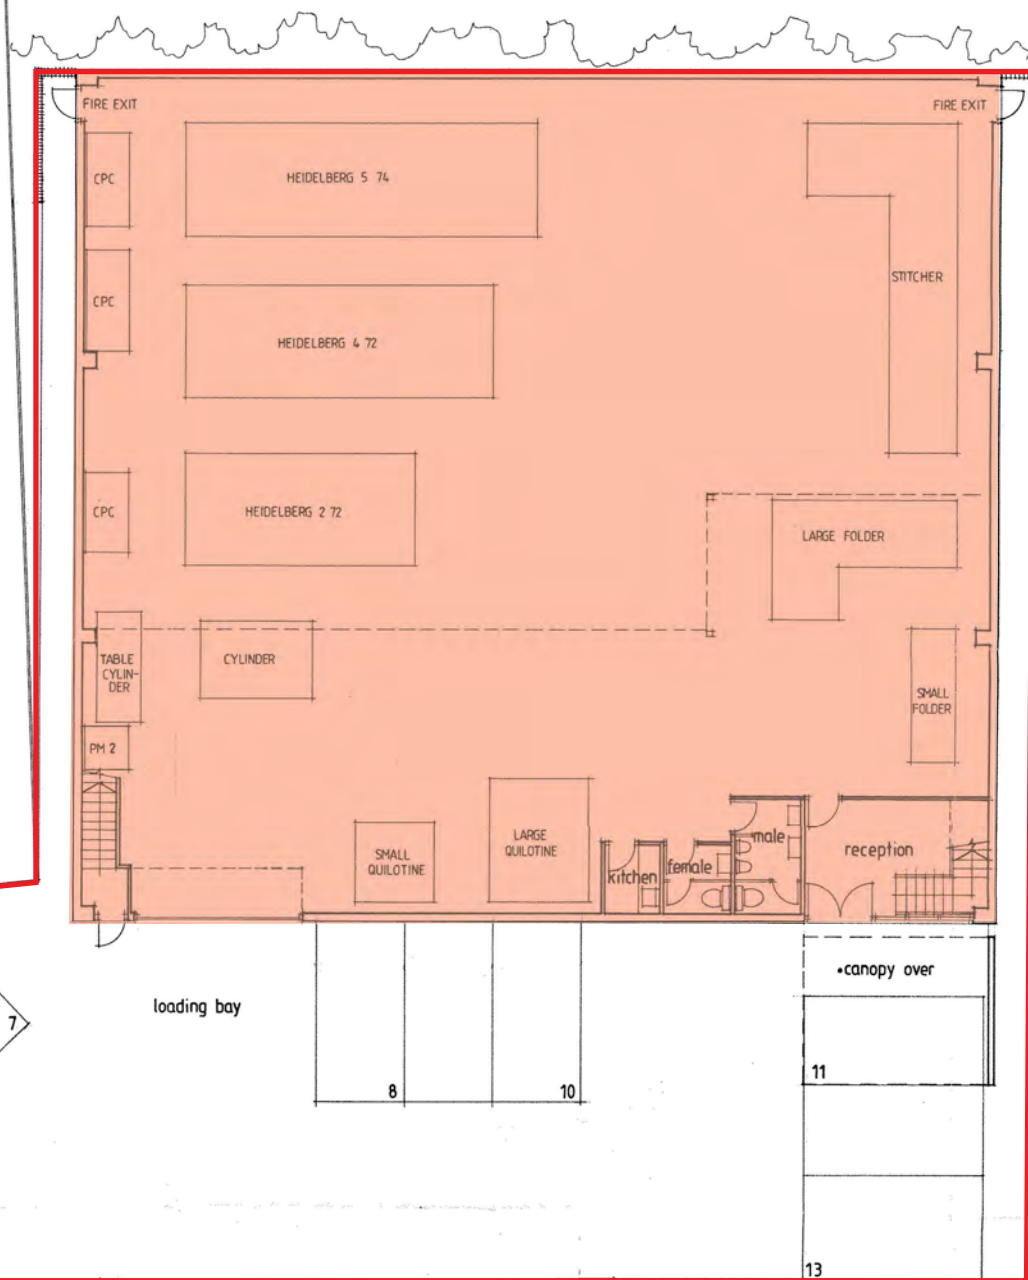 FIRE EXIT
FIRE EXIT
CPC
HEIDELBERG 5 74
STITCHER
CPC
HEIDELBERG 4 72
CPC
HEIDELBERG 2 72
LARGE FOLDER
TABLE
CYLIN-
DER
CYLINDER
SMALL
FOLDER
PM 2
SMALL
QUILOTINE
LARGE
QUILOTINE
kitchen
female
male
reception
canopy over
loading bay
7
8
10
11
13